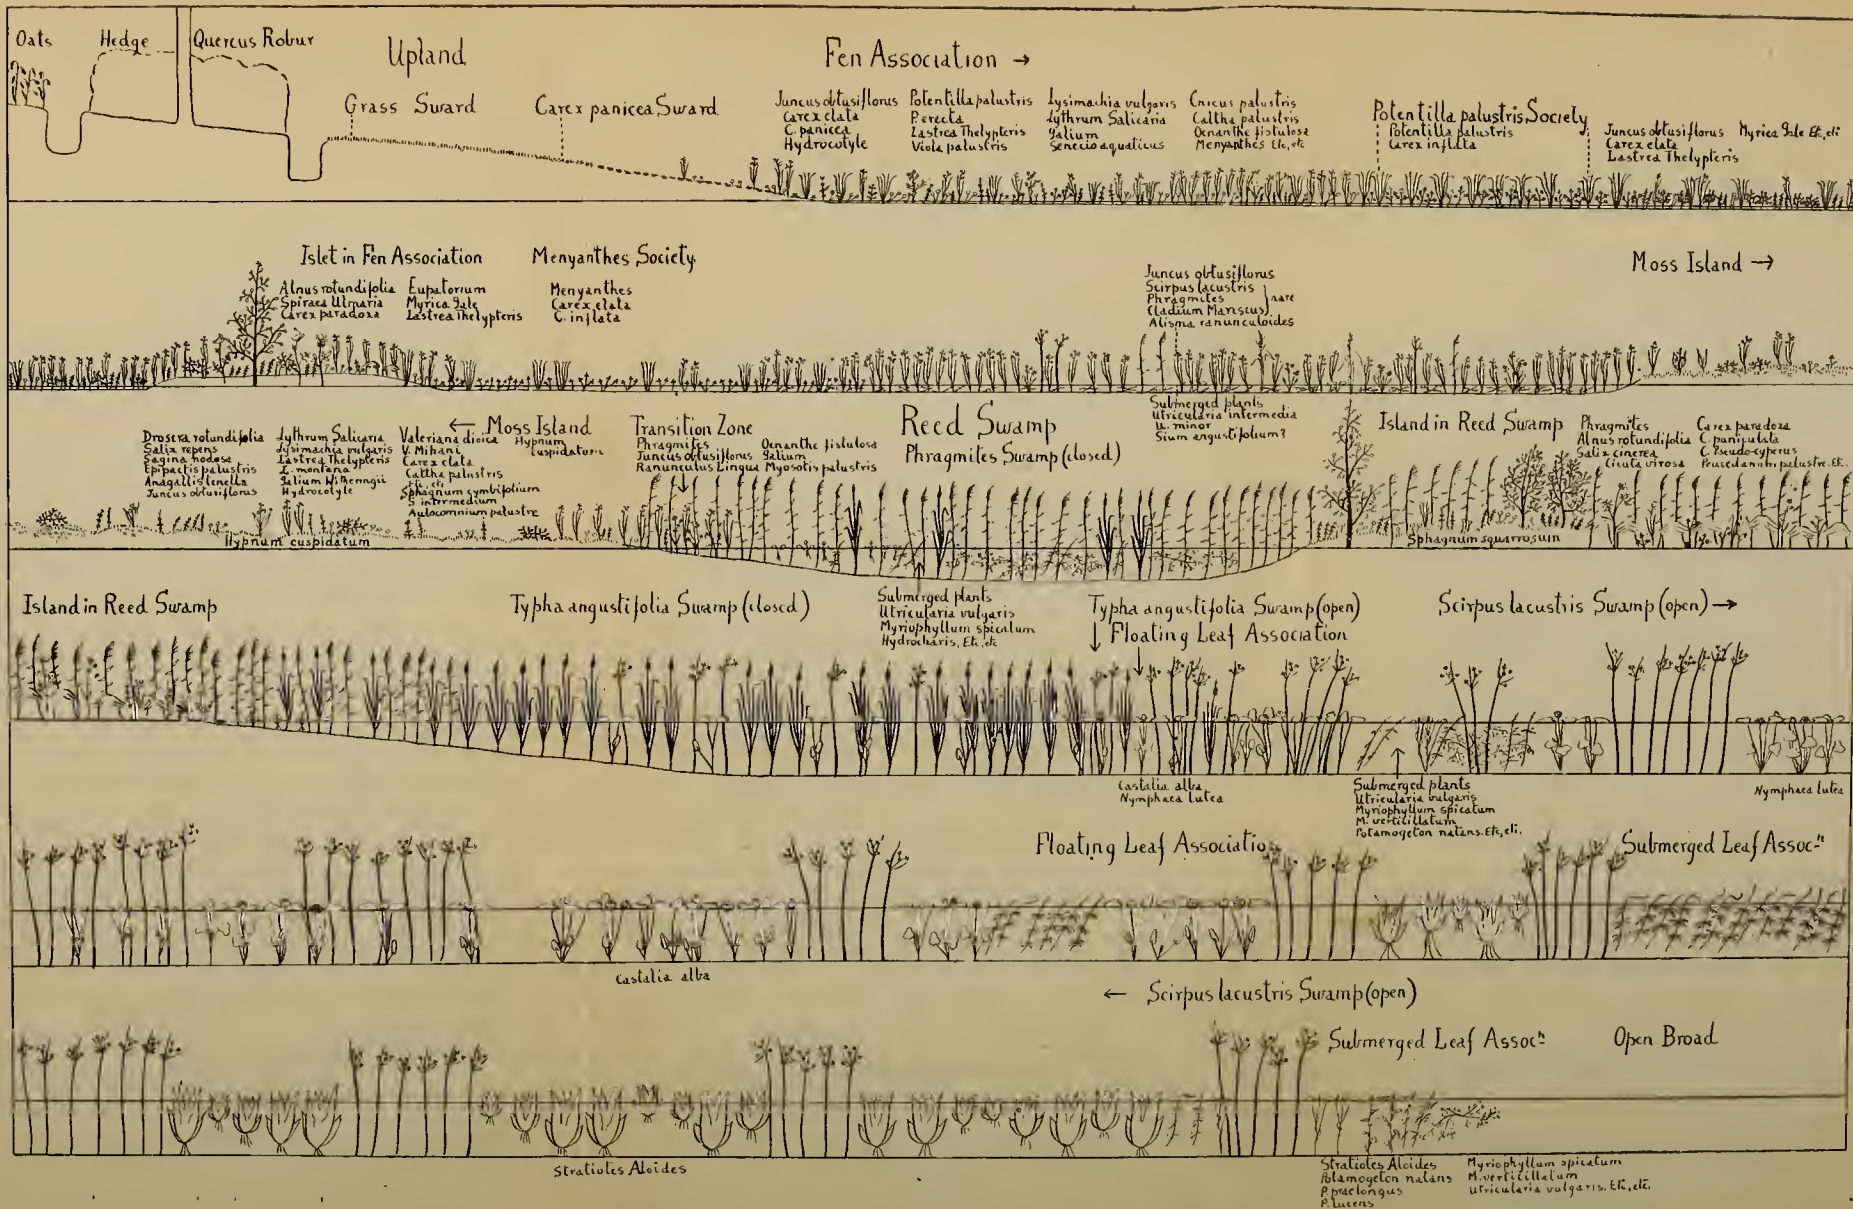 Oats
Hedge
Quercus Robur
Upland
Fen Association →
Grass Sward
Carex panicea Sward
Juncus obtusiflorus
Carex elata
C. panicea
Hydrocotyle
Potentilla palustris
P. erecta
Lastrea Thelypteris
Viola palustris
Lysimachia vulgaris
Lythrum Salicaria
Galium
Senecio aquaticus
Cnicus palustris
Caltha palustris
Oenanthe fistulosa
Menyanthes Etc, etc
Potentilla palustris Society
Potentilla palustris
Carex inflata
Juncus obtusiflorus
Carex elata
Lastrea Thelypteris
Myrica Gale Etc, etc
Islet in Fen Association
Alnus rotundifolia
Spiraea Ulmaria
Carex paradoxa
Eupatorium
Myrica Gale
Lastrea Thelypteris
Menyanthes Society
Menyanthes
Carex elata
C. inflata
Juncus obtusiflorus
Scirpus lacustris
Phragmites
Cladium Mariscus
rare
Alisma ranunculoides
Moss Island →
Submerged plants
Utricularia intermedia
U. minor
Sium angustifolium?
Drosera rotundifolia
Salix repens
Sagina nodosa
Epipactis palustris
Anagallis tenella
Juncus obtusiflorus
Lythrum Salicaria
Lysimachia vulgaris
Lastrea Thelypteris
L. montana
Galium Witheringii
Hydrocotyle
← Moss Island
Valeriana dioica
V. Mikani
Carex elata
Caltha palustris
Etc, etc
Sphagnum cymbifolium
S. intermedium
Aulocomnium palustre
Hypnum
cuspidatum
Hypnum cuspidatum
Transition Zone
Phragmites
Juncus obtusiflorus
Ranunculus Lingua
Oenanthe fistulosa
Galium
Myosotis palustris
Reed Swamp
Phragmites Swamp (closed)
Island in Reed Swamp
Phragmites
Alnus rotundifolia
Salix cinerea
Cicuta virosa
Carex paradoxa
C. paniculata
C. Pseudo-cyperus
Peucedanum palustre. Etc.
Sphagnum squarrosum
Island in Reed Swamp
Typha angustifolia Swamp (closed)
Submerged plants
Utricularia vulgaris
Myriophyllum spicatum
Hydrocharis, Etc, etc
Typha angustifolia Swamp (open)
↓ Floating Leaf Association
Scirpus lacustris Swamp (open) →
Castalia alba
Nymphaea lutea
Submerged plants
Utricularia vulgaris
Myriophyllum spicatum
M. verticillatum
Potamogeton natans. Etc, etc.
Nymphaea lutea
Floating Leaf Association
Submerged Leaf Assocⁿ
Castalia alba
← Scirpus lacustris Swamp (open)
Submerged Leaf Assocⁿ
Open Broad
Stratiotes Aloides
Stratiotes Aloides
Potamogeton natans
P. praelongus
P. lucens
Myriophyllum spicatum
M. verticillatum
Utricularia vulgaris. Etc, etc.